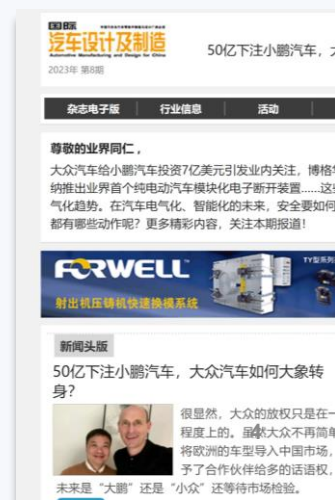 国际
汽车设计及制造
Automotive Manufacturing and Design for China
2023年 第8期
50亿下注小鹏汽车，
杂志电子版
行业信息
活动
尊敬的业界同仁，
大众汽车给小鹏汽车投资7亿美元引发业内关注，博格华
纳推出业界首个纯电动汽车模块化电子断开装置......这
气化趋势。在汽车电气化、智能化的未来，安全要如何
都有哪些动作呢？更多精彩内容，关注本期报道！
FORWELL
TY型系列
射出机压铸机快速换模系统
新闻头版
50亿下注小鹏汽车，大众汽车如何大象转
身？
很显然，大众的放权只是在一
程度上的。虽然大众不再简单
将欧洲的车型导入中国市场，
予了合作伙伴给多的话语权，
未来是“大鹏”还是“小众”还等待市场检验。